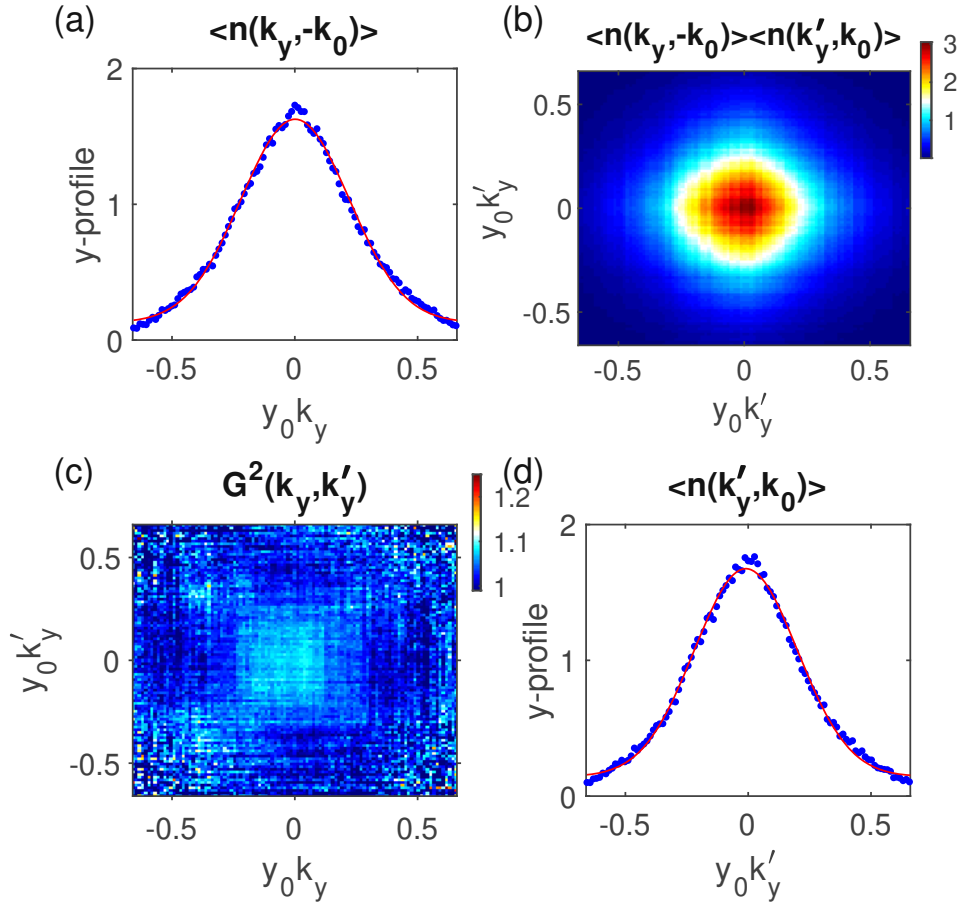 (a)
<n(k_y,-k_0)>
2
1
0
y-profile
-0.5
0
0.5
y_0k_y
(b)
<n(k_y,-k_0)><n(k′_y,k_0)>
3
2
1
0.5
0
-0.5
y_0k′_y
-0.5
0
0.5
y_0k′_y
(c)
G^2(k_y,k′_y)
1.2
1.1
1
0.5
0
-0.5
y_0k′_y
-0.5
0
0.5
y_0k_y
(d)
<n(k′_y,k_0)>
2
1
0
y-profile
-0.5
0
0.5
y_0k′_y